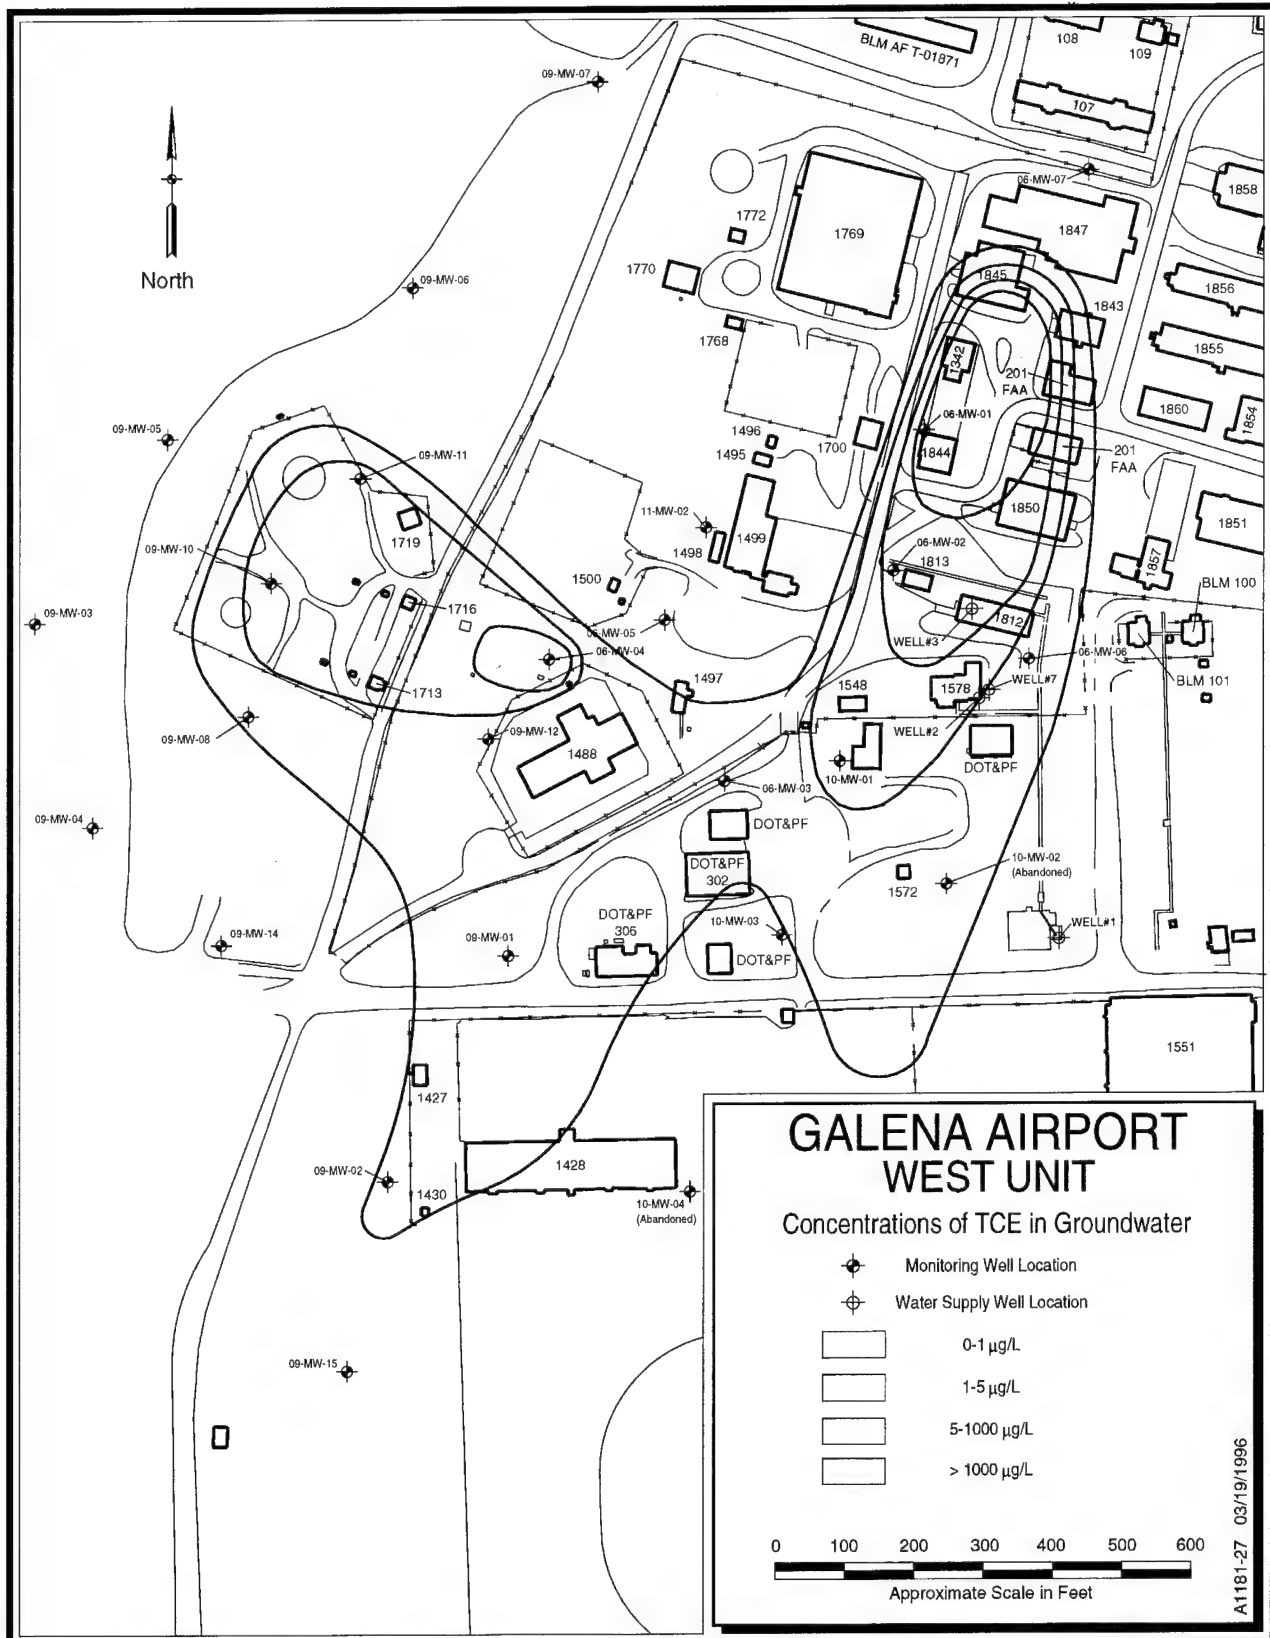 BLM AF T-01871
108
109
09-MW-07
107
06-MW-07
1858
1772
1769
1847
North
1770
09-MW-06
1845
1856
1843
1768
1342
1855
201
FAA
1860
1854
09-MW-05
06-MW-01
1496
1700
1495
1844
201
FAA
09-MW-11
11-MW-02
1850
1851
1719
1499
09-MW-10
1498
06-MW-02
1813
1857
1500
BLM 100
09-MW-03
1716
1812
06-MW-05
WELL#3
06-MW-04
06-MW-06
1713
1497
1548
1578
WELL#7
BLM 101
09-MW-08
09-MW-12
1488
WELL#2
DOT&PF
10-MW-01
06-MW-03
09-MW-04
DOT&PF
DOT&PF
302
10-MW-02
(Abandoned)
1572
DOT&PF
306
10-MW-03
WELL#1
09-MW-14
09-MW-01
DOT&PF
1551
1427
1428
09-MW-02
1430
10-MW-04
(Abandoned)
09-MW-15
GALENA AIRPORT
WEST UNIT
Concentrations of TCE in Groundwater
Monitoring Well Location
Water Supply Well Location
0-1 µg/L
1-5 µg/L
5-1000 µg/L
> 1000 µg/L
0 100 200 300 400 500 600
Approximate Scale in Feet
A1181-27 03/19/1996